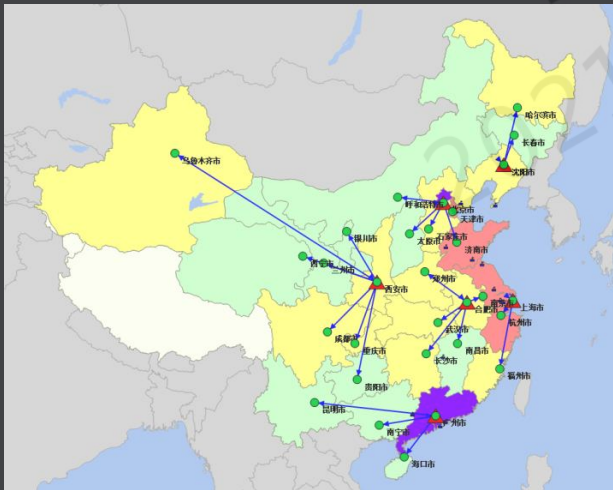 2021
哈尔滨市
长春市
沈阳市
乌鲁木齐市
呼和浩特市
北京市
天津市
石家庄市
太原市
济南市
银川市
西宁市
兰州市
西安市
郑州市
南京市
上海市
合肥市
杭州市
武汉市
成都市
重庆市
南昌市
长沙市
贵阳市
福州市
昆明市
广州市
南宁市
海口市